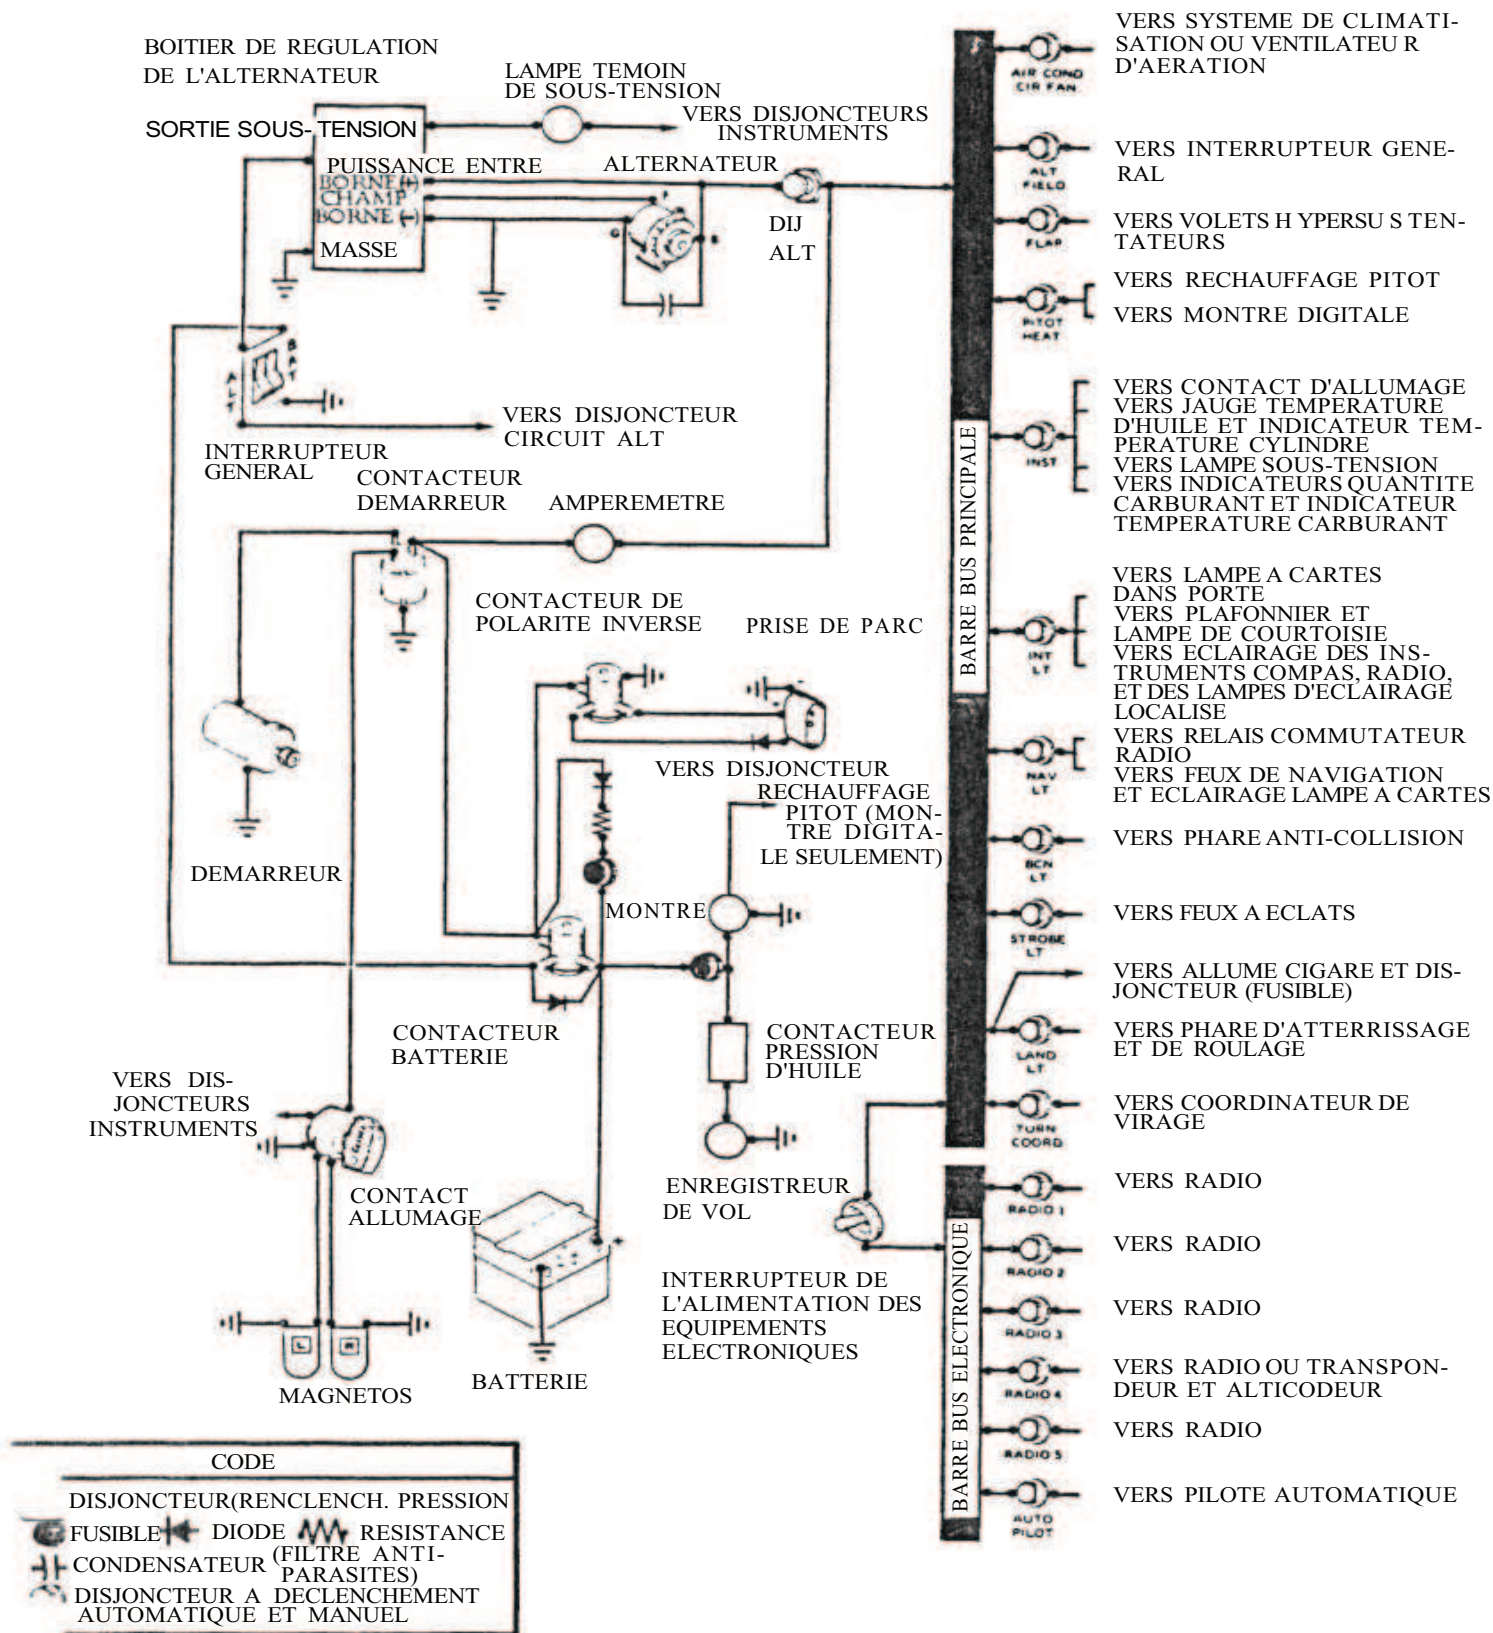 BOITIER DE REGULATION
DE L'ALTERNATEUR
LAMPE TEMOIN
DE SOUS-TENSION
SORTIE SOUS-TENSION
VERS DISJONCTEURS
INSTRUMENTS
PUISSANCE ENTRE
BORNE (+)
CHAMP
BORNE (-)
MASSE
ALTERNATEUR
F
G
B
DIJ
ALT
BAT
ALT
INTERRUPTEUR
GENERAL
VERS DISJONCTEUR
CIRCUIT ALT
CONTACTEUR
DEMARREUR
AMPEREMETRE
CONTACTEUR DE
POLARITE INVERSE
PRISE DE PARC
DEMARREUR
VERS DISJONCTEUR
RECHAUFFAGE
PITOT (MON-
TRE DIGITA-
LE SEULEMENT)
MONTRE
CONTACTEUR
BATTERIE
CONTACTEUR
PRESSION
D'HUILE
VERS DIS-
JONCTEURS
INSTRUMENTS
CONTACT
ALLUMAGE
ENREGISTREUR
DE VOL
+
-
L
R
MAGNETOS
BATTERIE
INTERRUPTEUR DE
L'ALIMENTATION DES
EQUIPEMENTS
ELECTRONIQUES
BARRE BUS PRINCIPALE
BARRE BUS ELECTRONIQUE
AIR COND
CIR FAN
VERS SYSTEME DE CLIMATI-
SATION OU VENTILATEU R
D'AERATION
ALT
FIELD
VERS INTERRUPTEUR GENE-
RAL
FLAP
VERS VOLETS H YPERSU S TEN-
TATEURS
PITOT
HEAT
VERS RECHAUFFAGE PITOT
VERS MONTRE DIGITALE
INST
VERS CONTACT D'ALLUMAGE
VERS JAUGE TEMPERATURE
D'HUILE ET INDICATEUR TEM-
PERATURE CYLINDRE
VERS LAMPE SOUS-TENSION
VERS INDICATEURS QUANTITE
CARBURANT ET INDICATEUR
TEMPERATURE CARBURANT
INT
LT
VERS LAMPE A CARTES
DANS PORTE
VERS PLAFONNIER ET
LAMPE DE COURTOISIE
VERS ECLAIRAGE DES INS-
TRUMENTS COMPAS, RADIO,
ET DES LAMPES D'ECLAIRAGE
LOCALISE
NAV
LT
VERS RELAIS COMMUTATEUR
RADIO
VERS FEUX DE NAVIGATION
ET ECLAIRAGE LAMPE A CARTES
BCN
LT
VERS PHARE ANTI-COLLISION
STROBE
LT
VERS FEUX A ECLATS
VERS ALLUME CIGARE ET DIS-
JONCTEUR (FUSIBLE)
LAND
LT
VERS PHARE D'ATTERRISSAGE
ET DE ROULAGE
TURN
COORD
VERS COORDINATEUR DE
VIRAGE
RADIO 1
VERS RADIO
RADIO 2
VERS RADIO
RADIO 3
VERS RADIO
RADIO 4
VERS RADIO OU TRANSPON-
DEUR ET ALTICODEUR
RADIO 5
VERS RADIO
AUTO
PILOT
VERS PILOTE AUTOMATIQUE
CODE
DISJONCTEUR(RENCLENCH. PRESSION
FUSIBLE DIODE RESISTANCE
CONDENSATEUR (FILTRE ANTI-
PARASITES)
DISJONCTEUR A DECLENCHEMENT
AUTOMATIQUE ET MANUEL